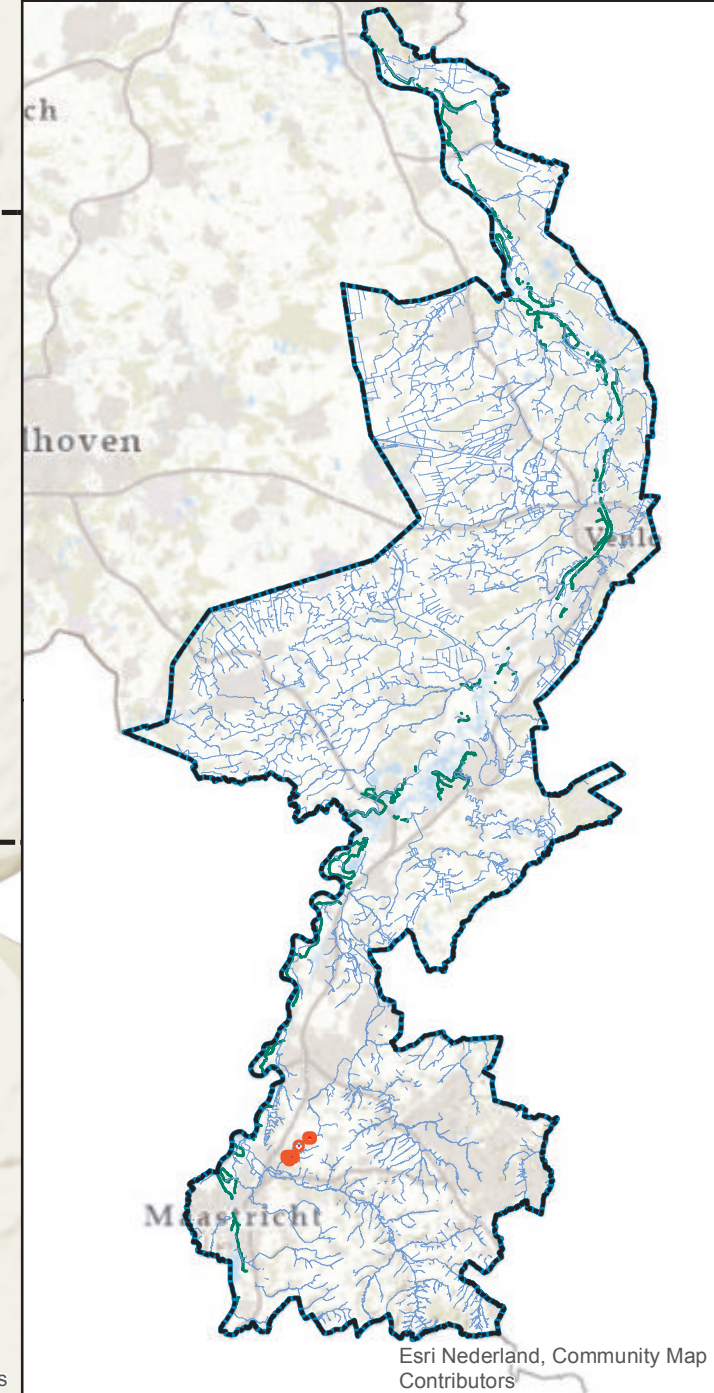 ch
lhoven
Venlo
Maastricht
Esri Nederland, Community Map
Contributors
s